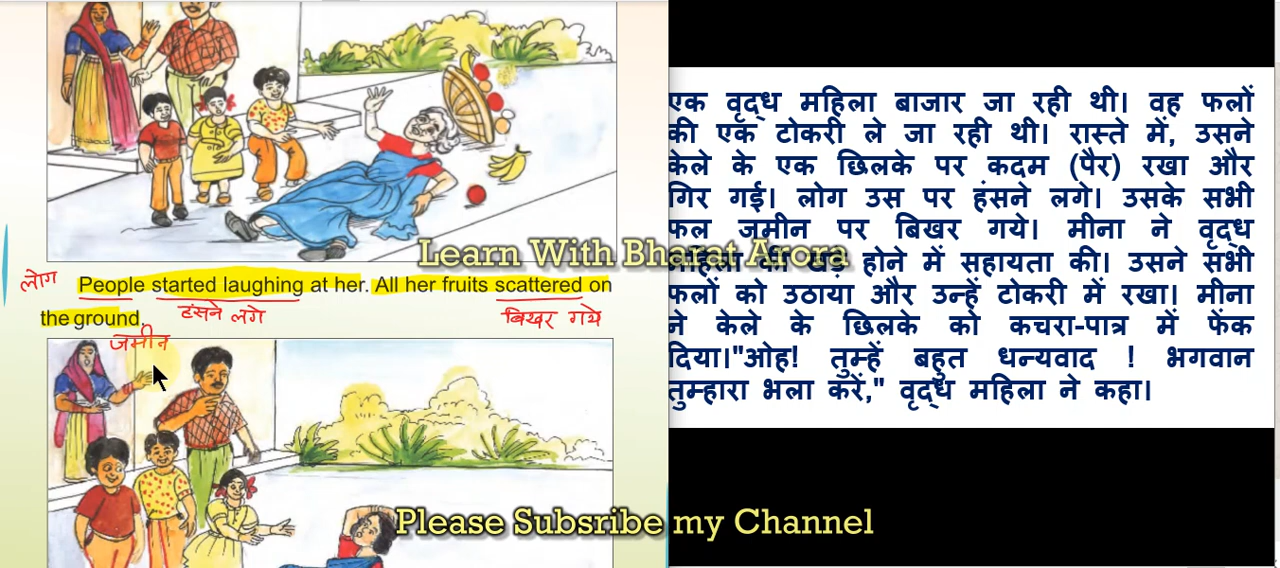 लोग People started laughing at her. All her fruits scattered on
the ground.
हंसने लगे
बिखर गये
जमीन
एक वृद्ध महिला बाजार जा रही थी। वह फलों
की एक टोकरी ले जा रही थी। रास्ते में, उसने
केले के एक छिलके पर कदम (पैर) रखा और
गिर गई। लोग उस पर हंसने लगे। उसके सभी
फल जमीन पर बिखर गये। मीना ने वृद्ध
महिला की खड़े होने में सहायता की। उसने सभी
फलों को उठाया और उन्हें टोकरी में रखा। मीना
ने केले के छिलके को कचरा-पात्र में फेंक
दिया।"ओह! तुम्हें बहुत धन्यवाद ! भगवान
तुम्हारा भला करें," वृद्ध महिला ने कहा।
Learn With Bharat Arora
Please Subsribe my Channel